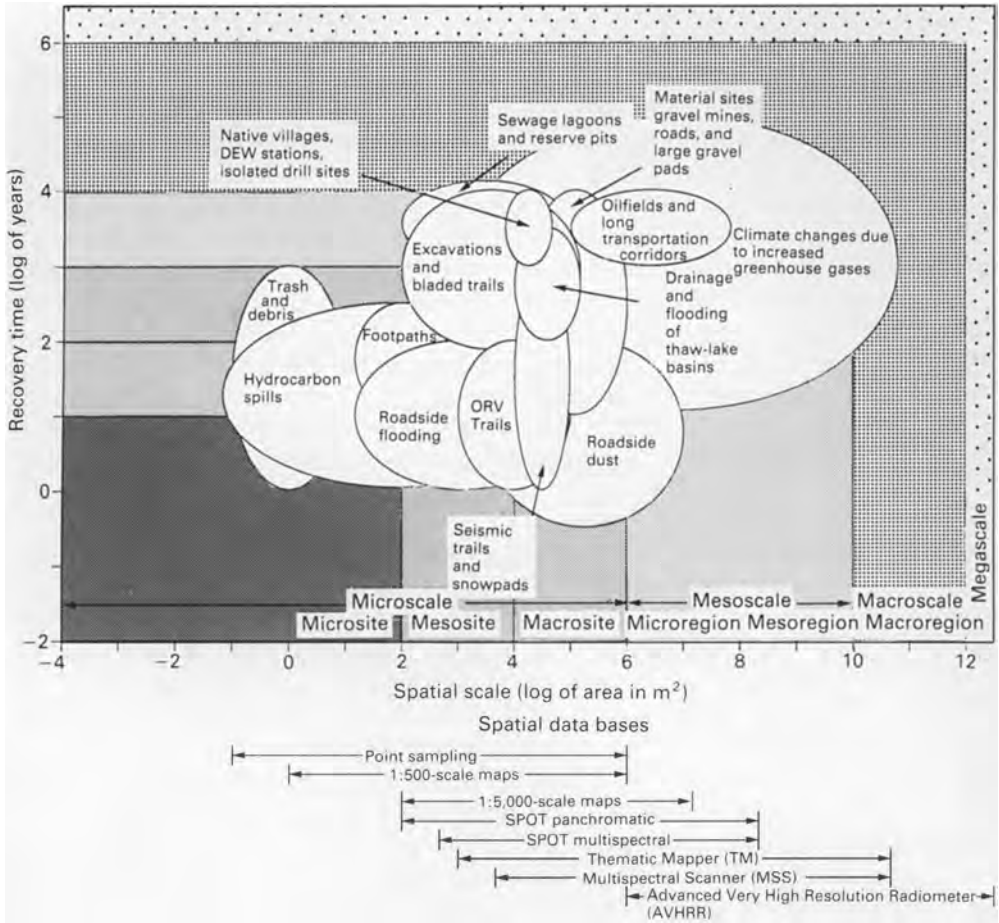 6
4
2
0
−2
Recovery time (log of years)
Native villages,
DEW stations,
isolated drill sites
Sewage lagoons
and reserve pits
Material sites
gravel mines,
roads, and
large gravel
pads
Trash and
debris
Excavations
and
bladed trails
Oilfields and
long
transportation
corridors
Climate changes due
to increased
greenhouse gases
Drainage
and
flooding
of
thaw-lake
basins
Footpaths
Hydrocarbon
spills
Roadside
flooding
ORV
Trails
Roadside
dust
Seismic
trails
and
snowpads
Microscale
Mesoscale
Macroscale
Microsite
Mesosite
Macrosite
Microregion
Mesoregion
Macroregion
Megascale
−4
−2
0
2
4
6
8
10
12
Spatial scale (log of area in m²)
Spatial data bases
Point sampling
1:500-scale maps
1:5,000-scale maps
SPOT panchromatic
SPOT multispectral
Thematic Mapper (TM)
Multispectral Scanner (MSS)
Advanced Very High Resolution Radiometer
(AVHRR)